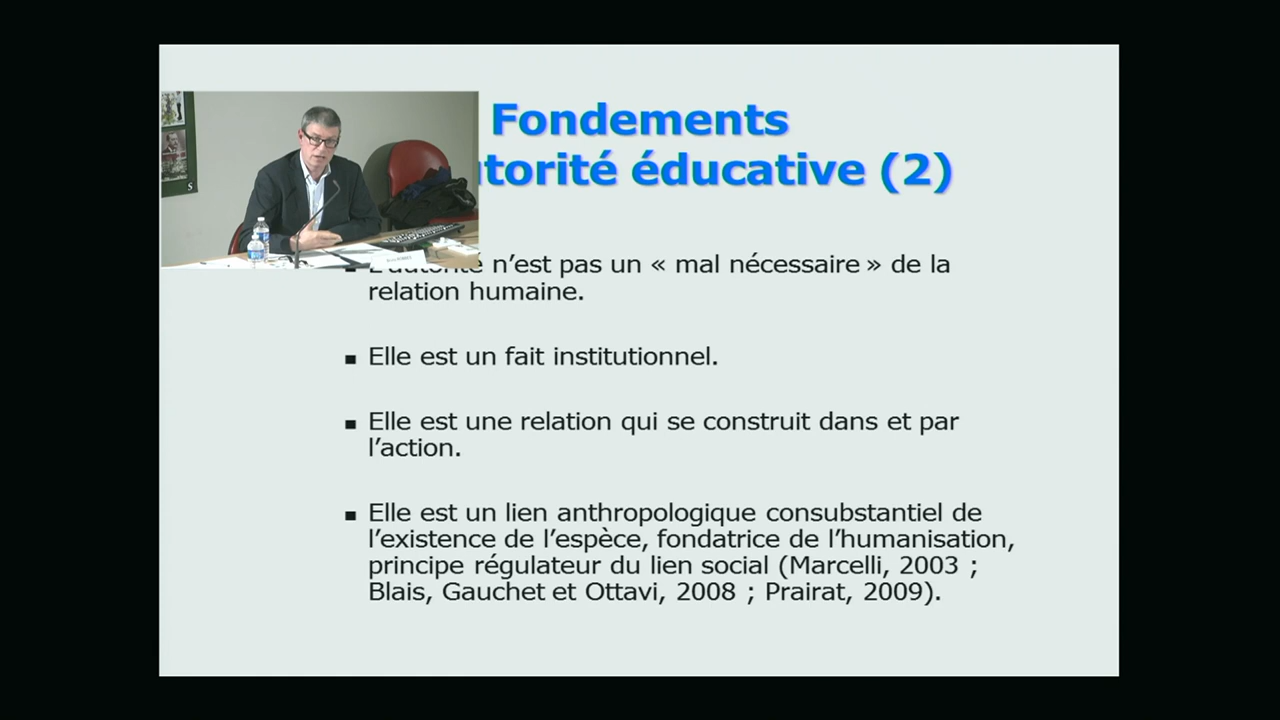 Fondements
utorité éducative (2)
▪ L'autorité n'est pas un « mal nécessaire » de la
relation humaine.
▪ Elle est un fait institutionnel.
▪ Elle est une relation qui se construit dans et par
l'action.
▪ Elle est un lien anthropologique consubstantiel de
l'existence de l'espèce, fondatrice de l'humanisation,
principe régulateur du lien social (Marcelli, 2003 ;
Blais, Gauchet et Ottavi, 2008 ; Prairat, 2009).